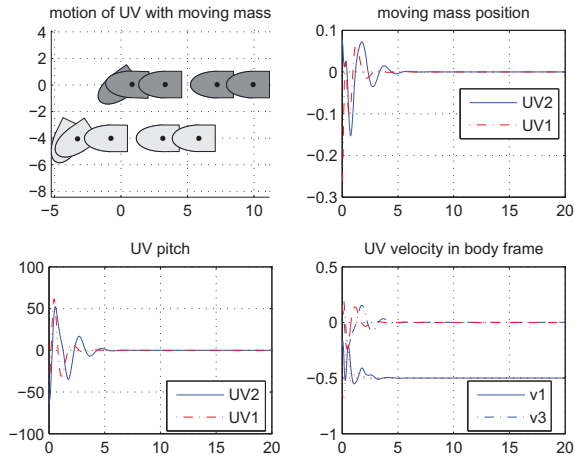 motion of UV with moving mass
4
2
0
−2
−4
−6
−8
−5 0 5 10
moving mass position
0.1
0
−0.1
−0.2
−0.3
0 5 10 15 20
UV2
UV1
UV pitch
100
50
0
−50
−100
0 5 10 15 20
UV2
UV1
UV velocity in body frame
0.5
0
−0.5
−1
0 5 10 15 20
v1
v3